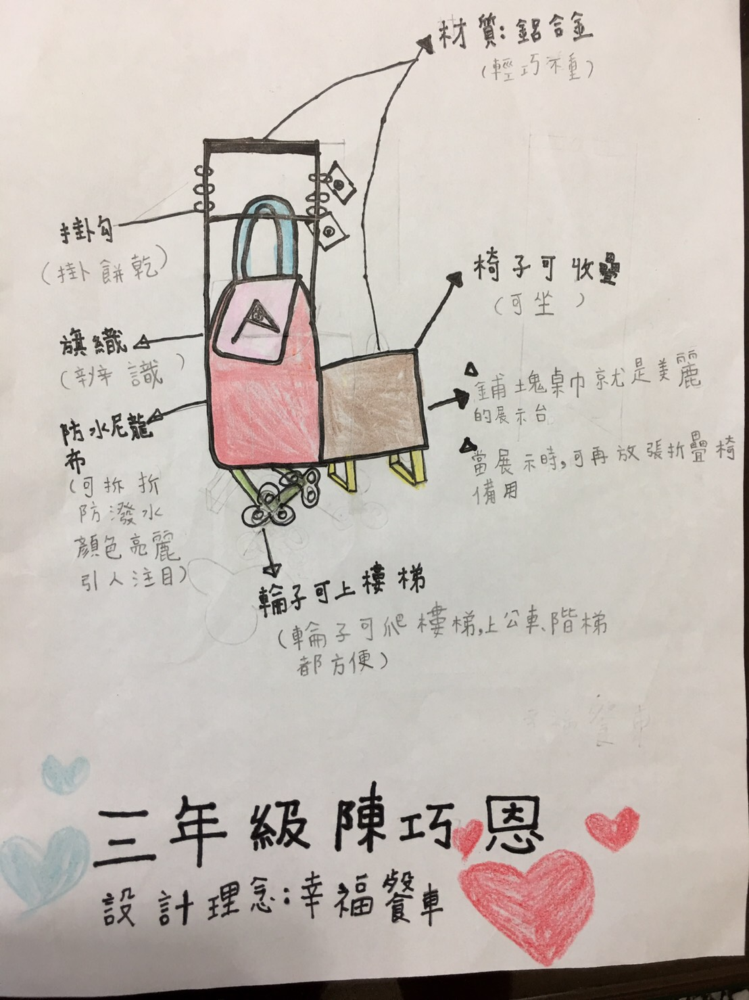 材質:鋁合金
(輕巧不種)
掛勾
(掛餅乾)
椅子可收疊
(可坐)
旗織
(辨識)
鋪塊桌巾就是美麗
的展示台
防水尼龍
布
(可拆折
防潑水
顏色亮麗
引人注目)
當展示時,可再放張折疊椅
備用
輪子可上樓梯
(輪子可爬樓梯,上公車、階梯
都方便)
三年級陳巧恩
設計理念:幸福餐車